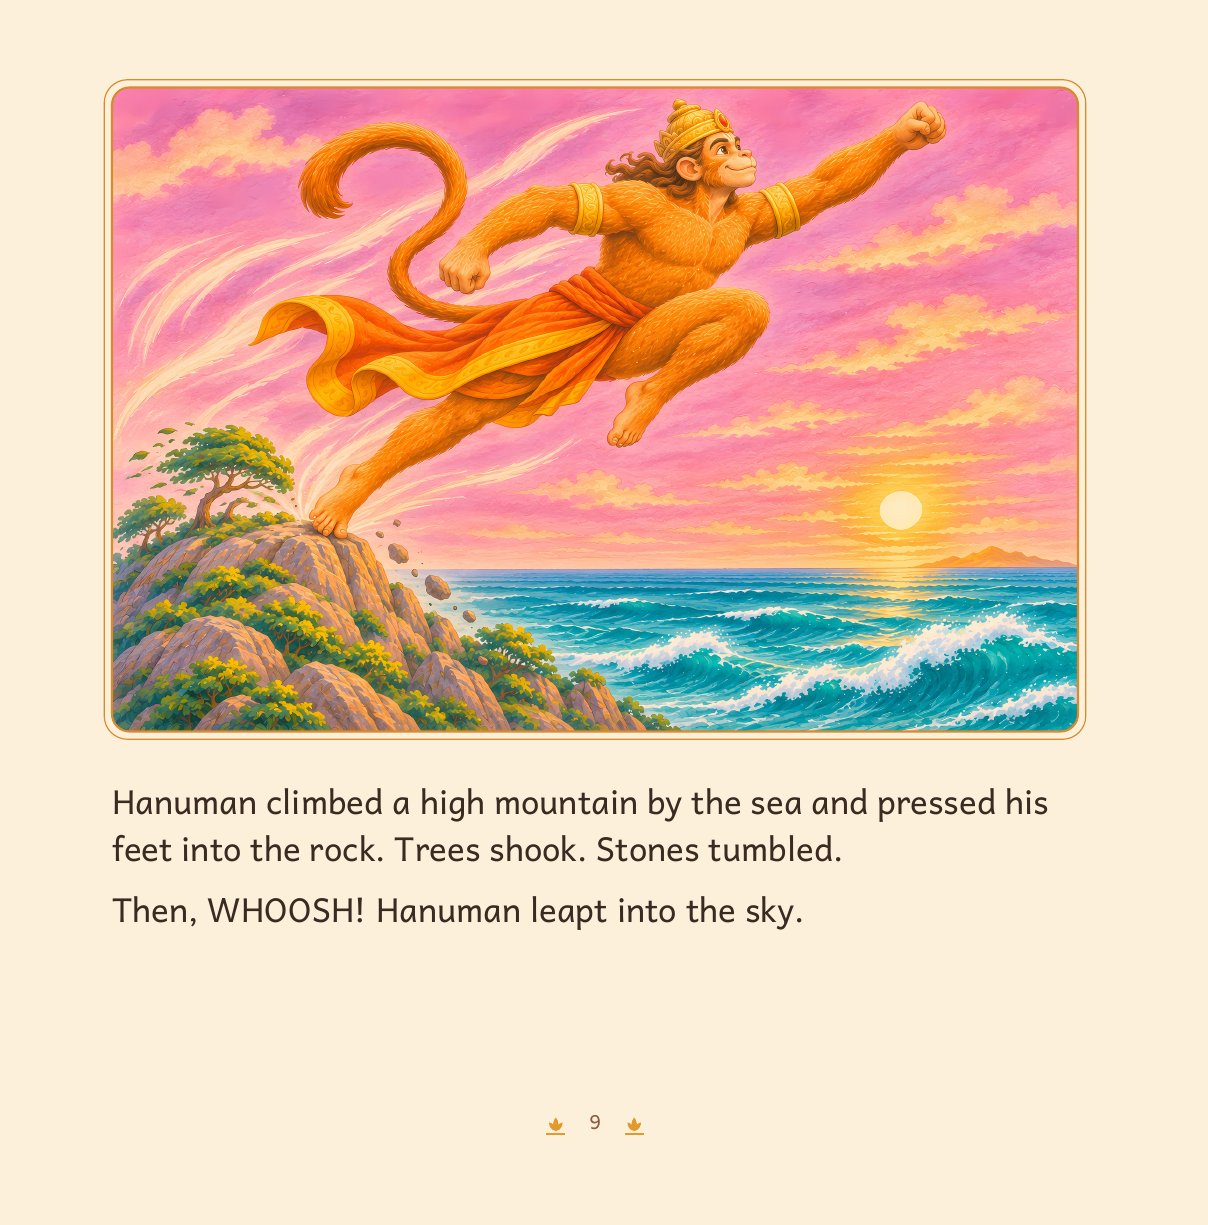 Hanuman climbed a high mountain by the sea and pressed his
feet into the rock. Trees shook. Stones tumbled.
Then, WHOOSH! Hanuman leapt into the sky.
9